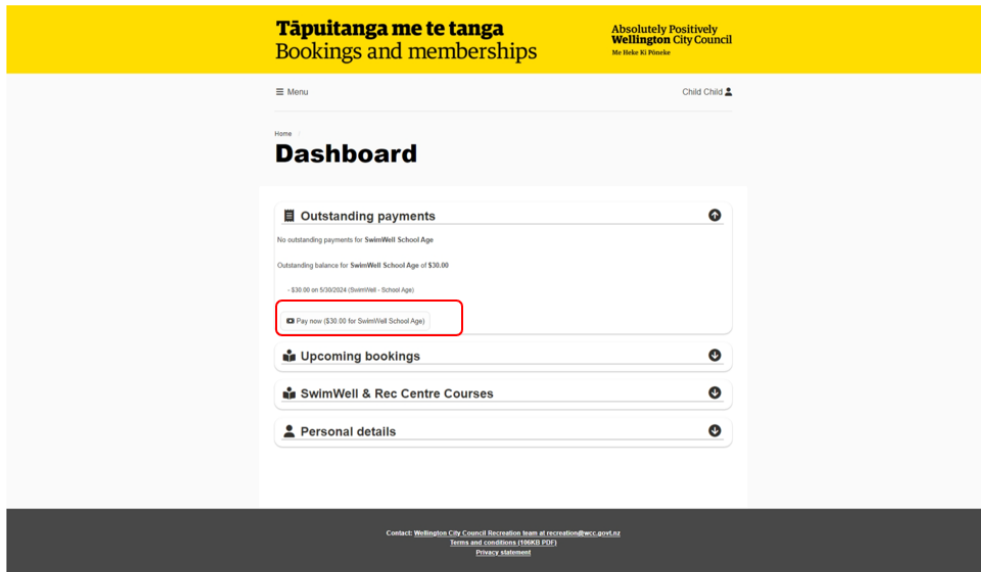 Tāpuitanga me te tanga
Bookings and memberships
Absolutely Positively
Wellington City Council
Me Heke Ki Pōneke
Menu
Child Child
Home /
Dashboard
Outstanding payments
No outstanding payments for SwimWell School Age
Outstanding balance for SwimWell School Age of $30.00
- $30.00 on 5/30/2024 (SwimWell - School Age)
Pay now ($30.00 for SwimWell School Age)
Upcoming bookings
SwimWell & Rec Centre Courses
Personal details
Contact: Wellington City Council Recreation team at recreation@wcc.govt.nz
Terms and conditions (106KB PDF)
Privacy statement